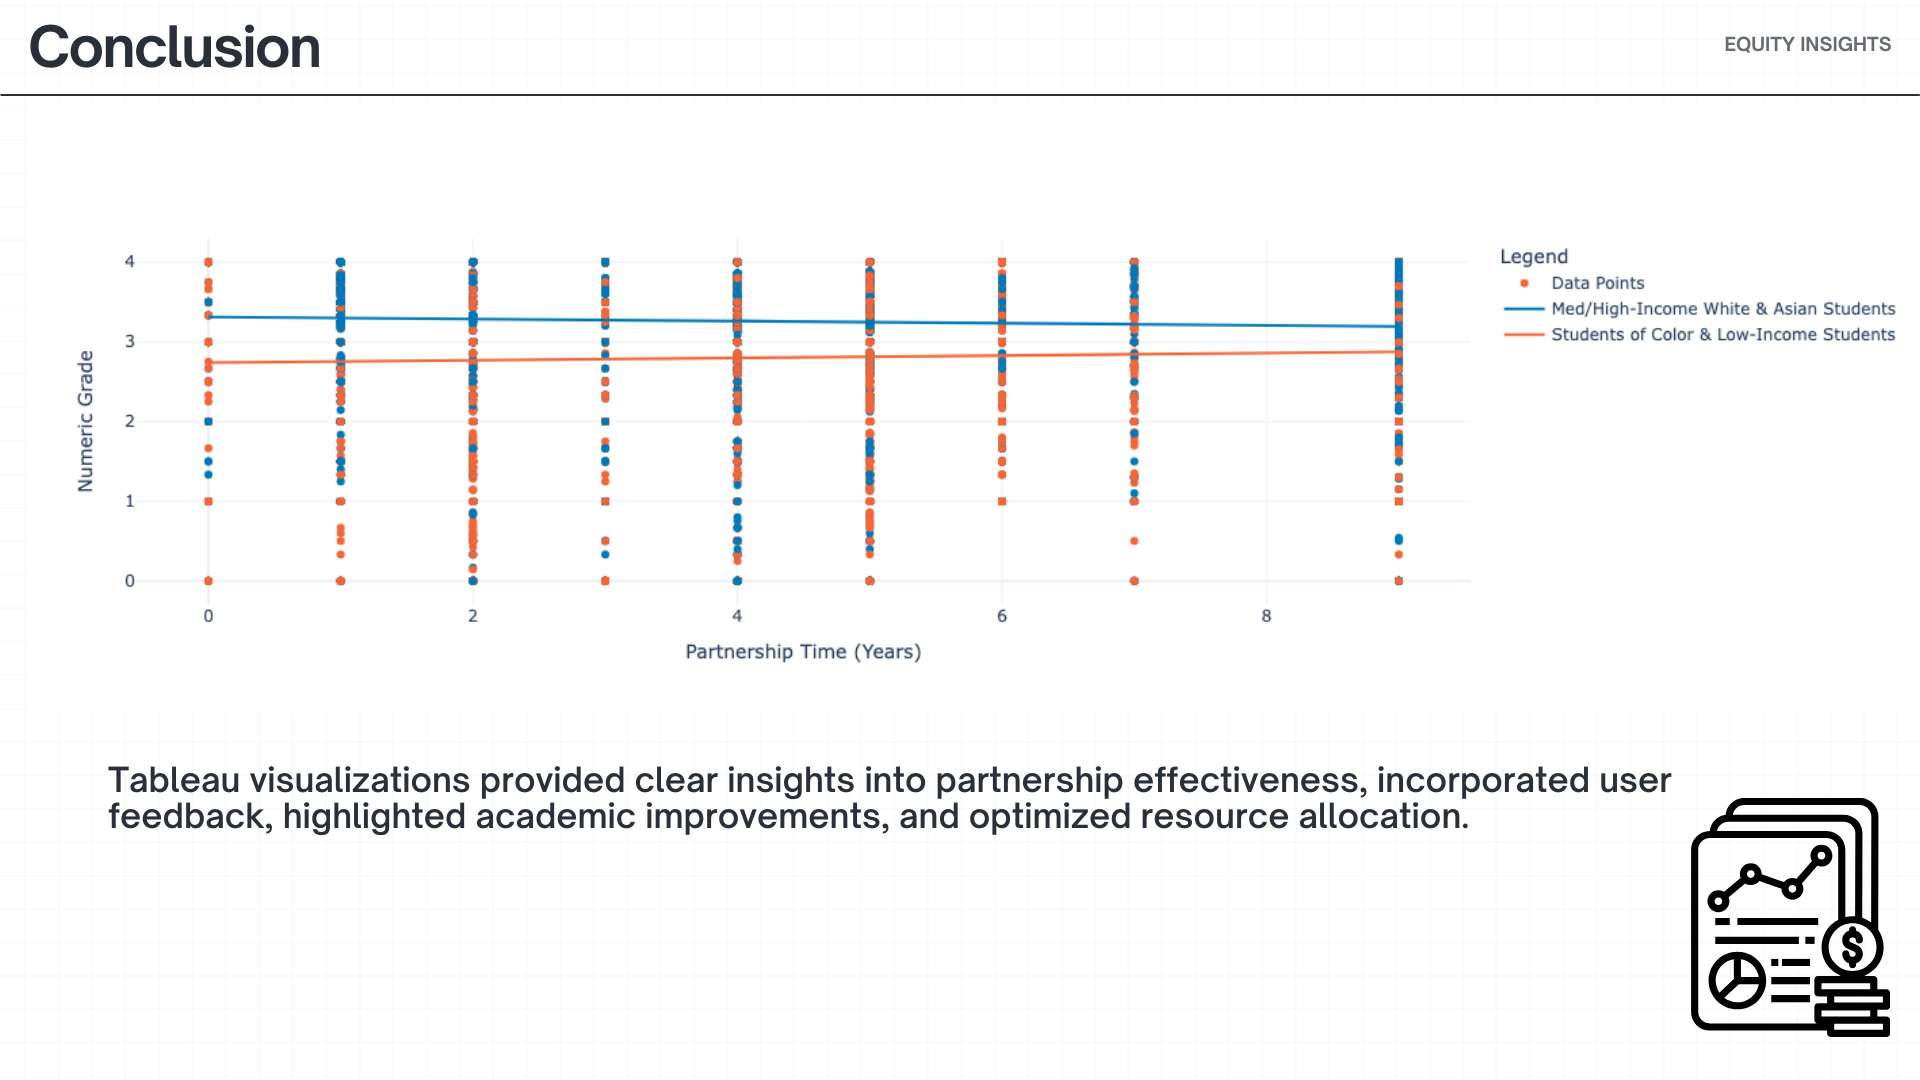 Conclusion
EQUITY INSIGHTS
Legend
Data Points
Med/High-Income White & Asian Students
Students of Color & Low-Income Students
Numeric Grade
4
3
2
1
0
0 2 4 6 8
Partnership Time (Years)
Tableau visualizations provided clear insights into partnership effectiveness, incorporated user
feedback, highlighted academic improvements, and optimized resource allocation.
$